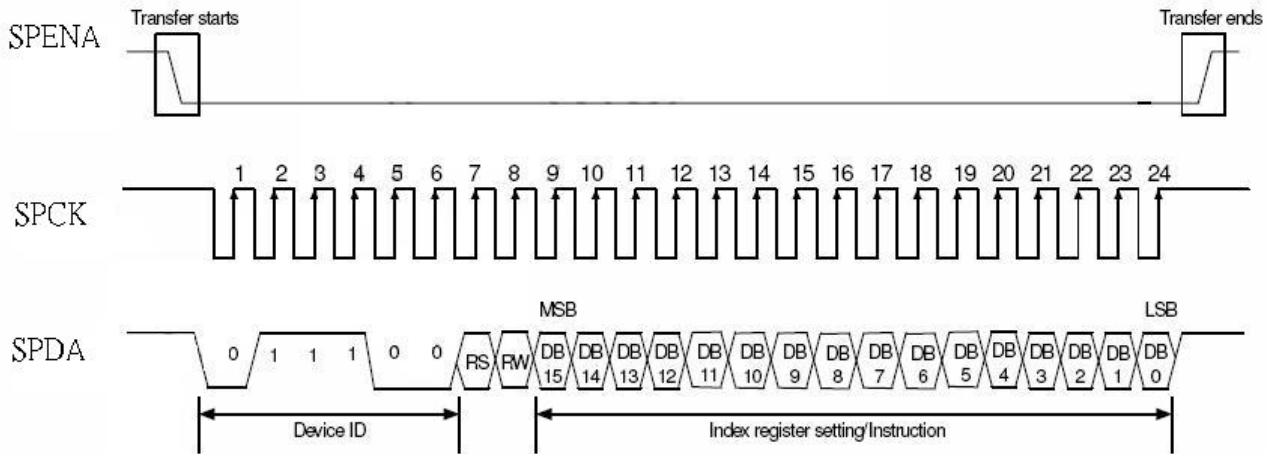 Transfer starts
Transfer ends
SPENA
1 2 3 4 5 6 7 8 9 10 11 12 13 14 15 16 17 18 19 20 21 22 23 24
SPCK
MSB
LSB
SPDA
0 1 1 1 0 0 RS RW DB 15 DB 14 DB 13 DB 12 DB 11 DB 10 DB 9 DB 8 DB 7 DB 6 DB 5 DB 4 DB 3 DB 2 DB 1 DB 0
Device ID
Index register setting/Instruction